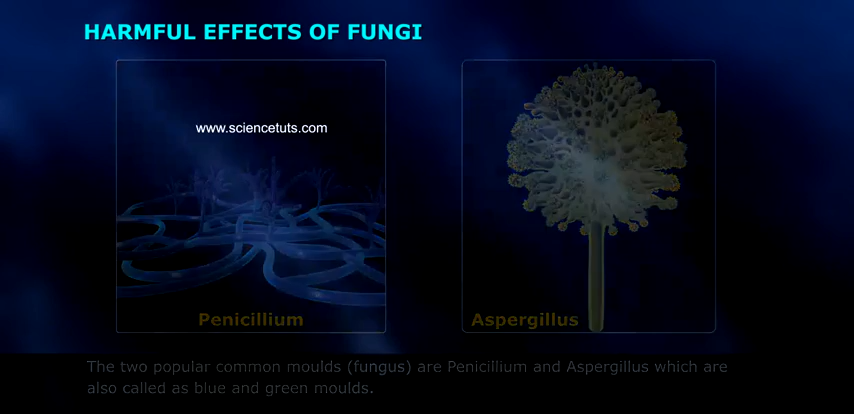 HARMFUL EFFECTS OF FUNGI
www.sciencetuts.com
Penicillium
Aspergillus
The two popular common moulds (fungus) are Penicillium and Aspergillus which are
also called as blue and green moulds.